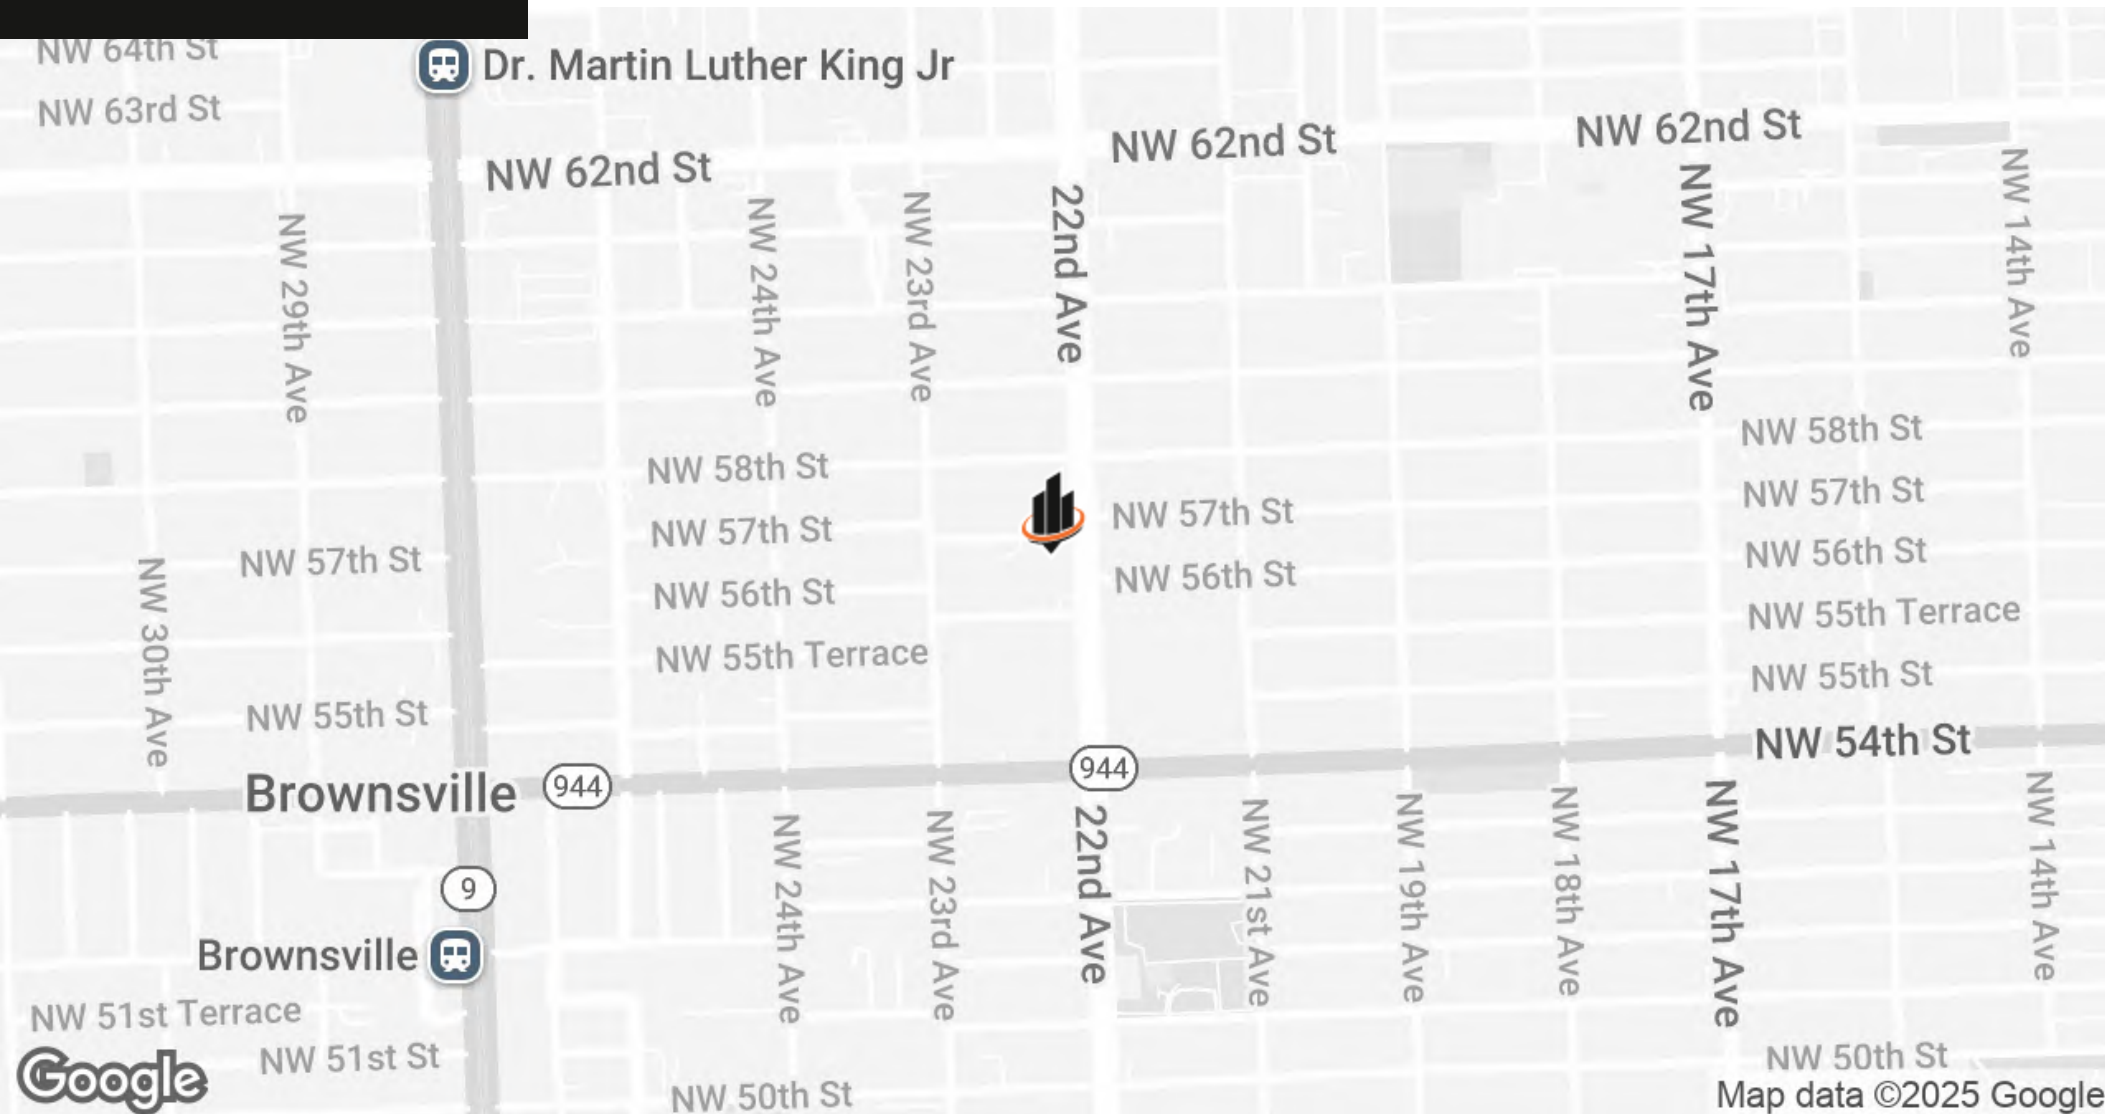 NW 64th St
Dr. Martin Luther King Jr
NW 63rd St
NW 62nd St
NW 62nd St
NW 62nd St
NW 29th Ave
NW 24th Ave
NW 23rd Ave
22nd Ave
NW 17th Ave
NW 14th Ave
NW 58th St
NW 58th St
NW 57th St
NW 57th St
NW 57th St
NW 57th St
NW 56th St
NW 56th St
NW 56th St
NW 30th Ave
NW 55th Terrace
NW 55th Terrace
NW 55th St
NW 55th St
NW 54th St
Brownsville
944
944
9
Brownsville
NW 24th Ave
NW 23rd Ave
22nd Ave
NW 21st Ave
NW 19th Ave
NW 18th Ave
NW 17th Ave
NW 14th Ave
NW 51st Terrace
NW 51st St
NW 50th St
NW 50th St
Google
Map data ©2025 Google